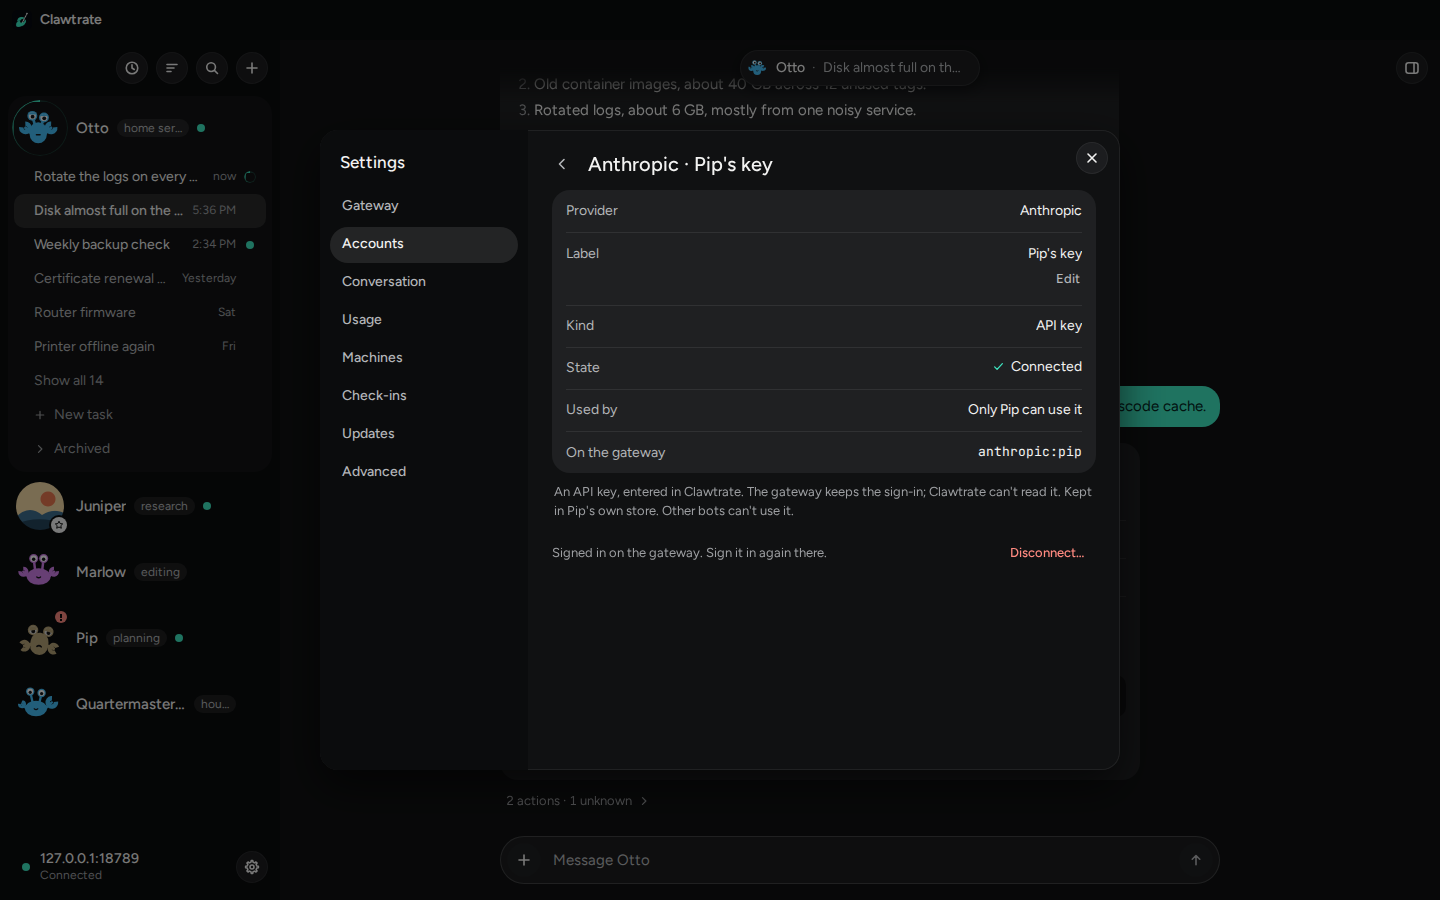 Clawtrate
Otto · Disk almost full on th...
Otto home ser...
Rotate the logs on every ... now
Disk almost full on the ... 5:36 PM
Weekly backup check 2:34 PM
Certificate renewal ... Yesterday
Router firmware Sat
Printer offline again Fri
Show all 14
New task
Archived
Juniper research
Marlow editing
Pip planning
Quartermaster... hou...
127.0.0.1:18789
Connected
2. Old container images, about 40 GB across 12 unused tags.
3. Rotated logs, about 6 GB, mostly from one noisy service.
Settings
Gateway
Accounts
Conversation
Usage
Machines
Check-ins
Updates
Advanced
Anthropic · Pip's key
Provider Anthropic
Label Pip's key
Edit
Kind API key
State Connected
Used by Only Pip can use it
On the gateway anthropic:pip
An API key, entered in Clawtrate. The gateway keeps the sign-in; Clawtrate can't read it. Kept
in Pip's own store. Other bots can't use it.
Signed in on the gateway. Sign it in again there. Disconnect...
scode cache.
2 actions · 1 unknown
Message Otto